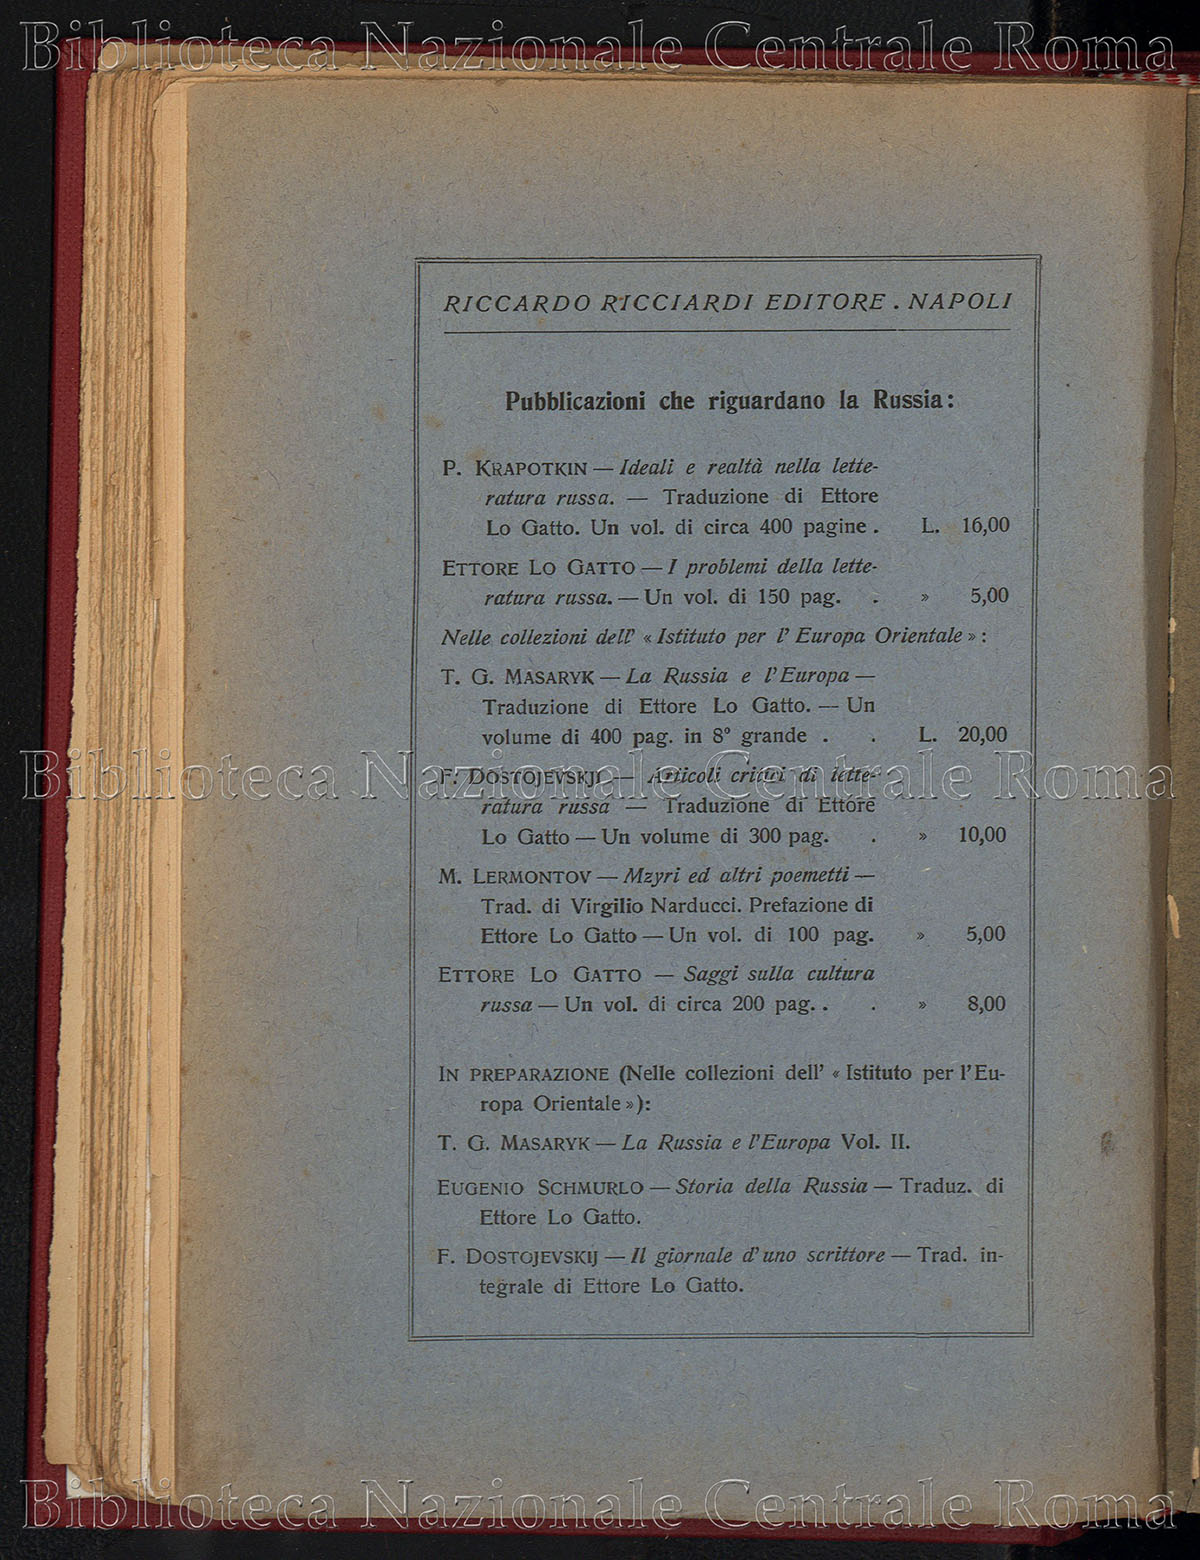 Biblioteca Nazionale Centrale Roma
RICCARDO RICCIARDI EDITORE . NAPOLI
Pubblicazioni che riguardano la Russia:
P. KRAPOTKIN — Ideali e realtà nella lette-
ratura russa. — Traduzione di Ettore
Lo Gatto. Un vol. di circa 400 pagine . L. 16,00
ETTORE LO GATTO — I problemi della lette-
ratura russa. — Un vol. di 150 pag. . » 5,00
Nelle collezioni dell' « Istituto per l' Europa Orientale » :
T. G. MASARYK — La Russia e l'Europa —
Traduzione di Ettore Lo Gatto. — Un
volume di 400 pag. in 8° grande . . L. 20,00
Biblioteca Nazionale Centrale Roma
F. DOSTOJEVSKIJ — Articoli critici di lette-
ratura russa — Traduzione di Ettore
Lo Gatto — Un volume di 300 pag. . » 10,00
M. LERMONTOV — Mzyri ed altri poemetti —
Trad. di Virgilio Narducci. Prefazione di
Ettore Lo Gatto — Un vol. di 100 pag. » 5,00
ETTORE LO GATTO — Saggi sulla cultura
russa — Un vol. di circa 200 pag. . . » 8,00
IN PREPARAZIONE (Nelle collezioni dell' « Istituto per l'Eu-
ropa Orientale »):
T. G. MASARYK — La Russia e l'Europa Vol. II.
EUGENIO SCHMURLO — Storia della Russia — Traduz. di
Ettore Lo Gatto.
F. DOSTOJEVSKIJ — Il giornale d' uno scrittore — Trad. in-
tegrale di Ettore Lo Gatto.
Biblioteca Nazionale Centrale Roma